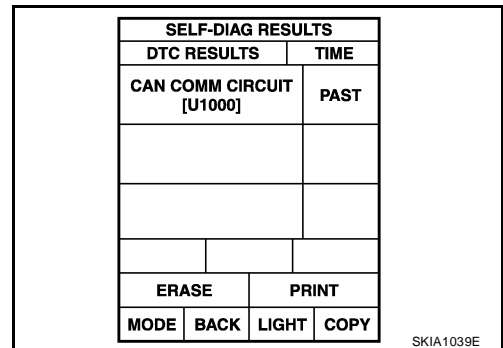 SELF-DIAG RESULTS
DTC RESULTS TIME
CAN COMM CIRCUIT
[U1000]
PAST
ERASE PRINT
MODE BACK LIGHT COPY
SKIA1039E